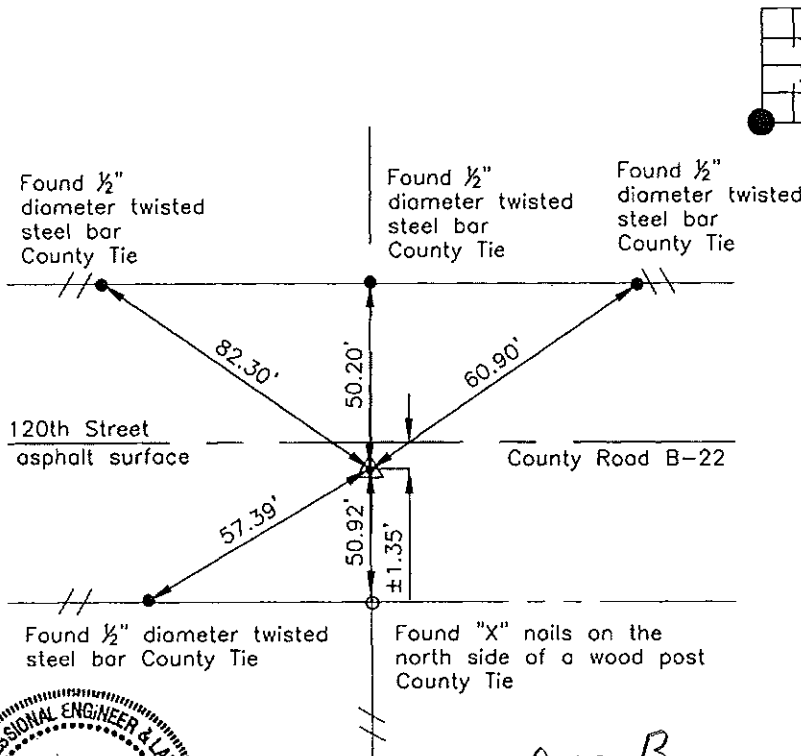 Found ½"
diameter twisted
steel bar
County Tie
Found ½"
diameter twisted
steel bar
County Tie
Found ½"
diameter twisted
steel bar
County Tie
82.30'
50.20'
60.90'
120th Street
asphalt surface
County Road B-22
57.39'
50.92'
±1.35'
Found ½" diameter twisted
steel bar County Tie
Found "X" nails on the
north side of a wood post
County Tie
ENGINEER &